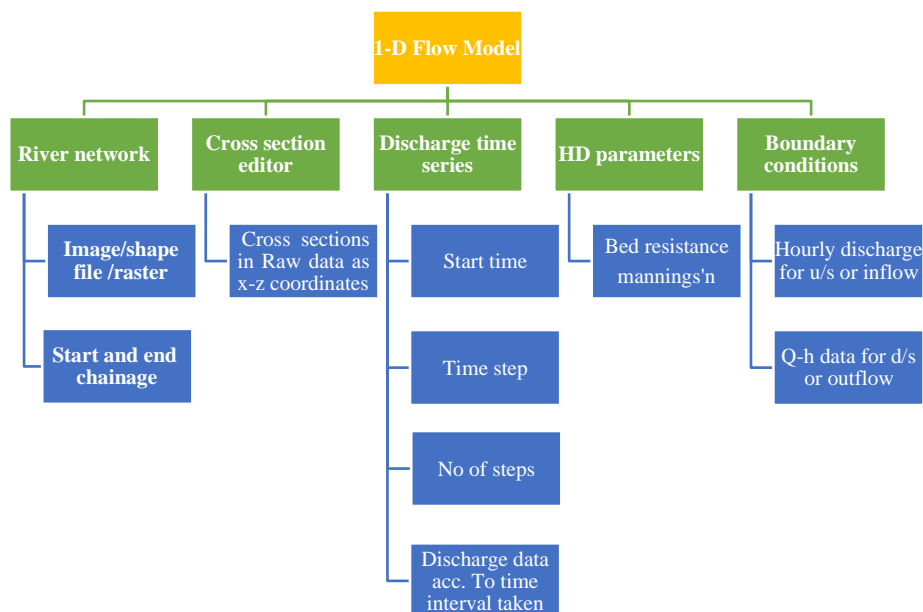 1-D Flow Model
River network
Cross section
editor
Discharge time
series
HD parameters
Boundary
conditions
Image/shape
file /raster
Start and end
chainage
Cross sections
in Raw data as
x-z coordinates
Start time
Time step
No of steps
Discharge data
acc. To time
interval taken
Bed resistance
mannings'n
Hourly discharge
for u/s or inflow
Q-h data for d/s
or outflow